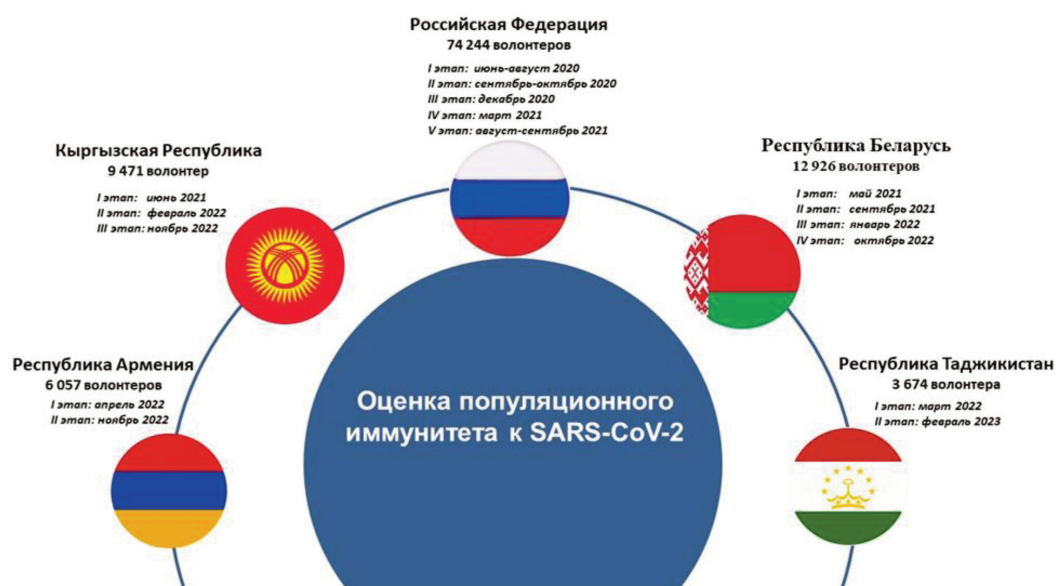 Российская Федерация
74 244 волонтеров
I этап: июнь-август 2020
II этап: сентябрь-октябрь 2020
III этап: декабрь 2020
IV этап: март 2021
V этап: август-сентябрь 2021
Кыргызская Республика
9 471 волонтер
I этап: июнь 2021
II этап: февраль 2022
III этап: ноябрь 2022
Республика Беларусь
12 926 волонтеров
I этап: май 2021
II этап: сентябрь 2021
III этап: январь 2022
IV этап: октябрь 2022
Республика Армения
6 057 волонтеров
I этап: апрель 2022
II этап: ноябрь 2022
Республика Таджикистан
3 674 волонтера
I этап: март 2022
II этап: февраль 2023
Оценка популяционного
иммунитета к SARS-CoV-2